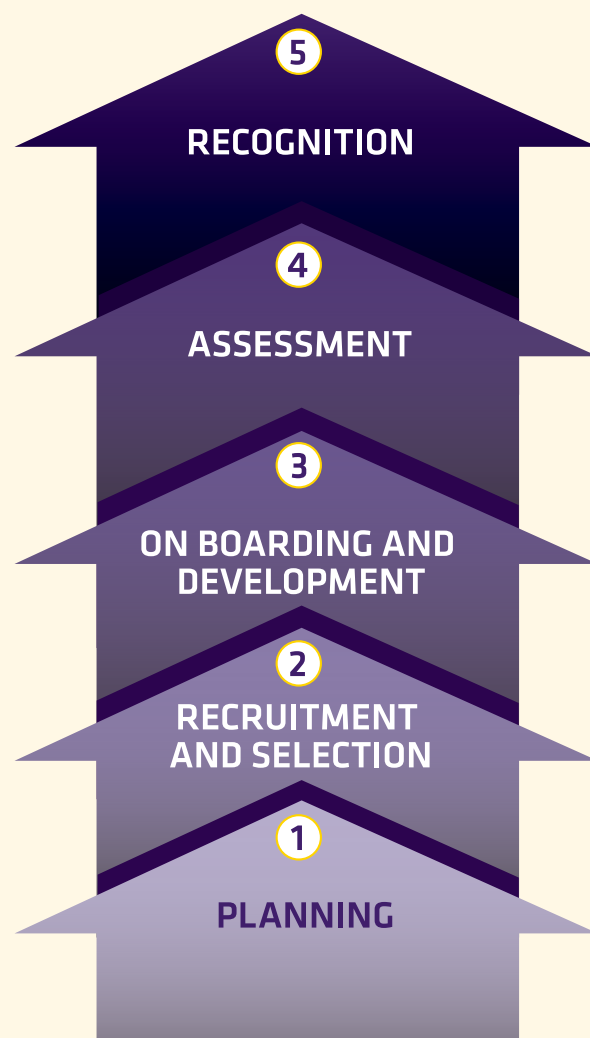 5
RECOGNITION
4
ASSESSMENT
3
ON BOARDING AND
DEVELOPMENT
2
RECRUITMENT
AND SELECTION
1
PLANNING